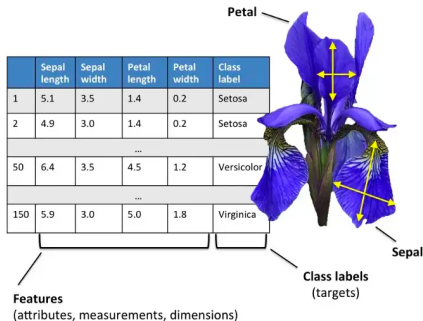 Petal
Sepal length Sepal width Petal length Petal width Class label
1 5.1 3.5 1.4 0.2 Setosa
2 4.9 3.0 1.4 0.2 Setosa
…
50 6.4 3.5 4.5 1.2 Versicolor
…
150 5.9 3.0 5.0 1.8 Virginica
Sepal
Class labels
(targets)
Features
(attributes, measurements, dimensions)